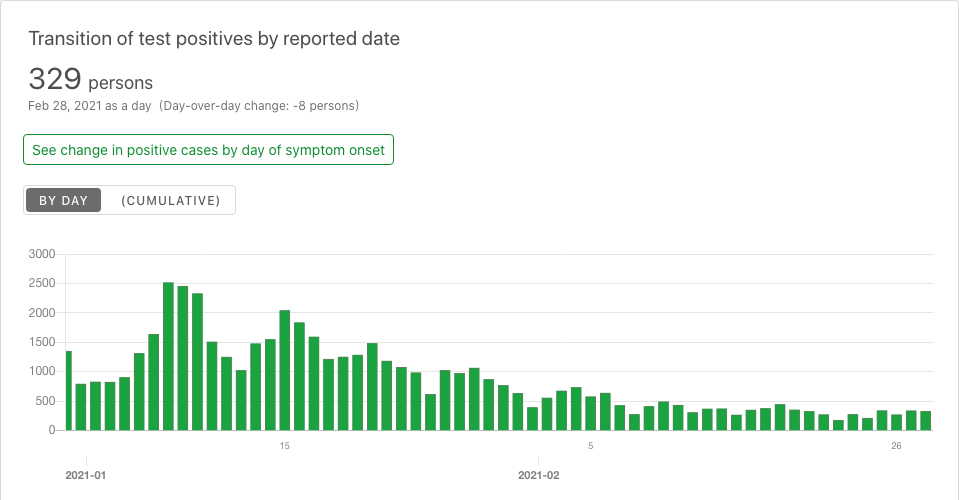 Transition of test positives by reported date
329 persons
Feb 28, 2021 as a day (Day-over-day change: -8 persons)
See change in positive cases by day of symptom onset
BY DAY (CUMULATIVE)
3000
2500
2000
1500
1000
500
0
15 5 26
2021-01 2021-02